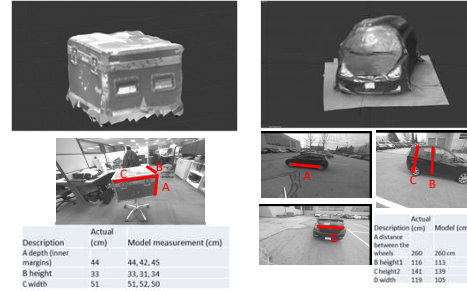 C
B
A
Actual
Description (cm) Model measurement (cm)
A depth (inner
margins) 44 44, 42, 45
B height 33 33, 31, 34
C width 51 51, 52, 50
A
C B
Actual
Description (cm) Model (cm)
A distance
between the
wheels 260 260 cm
B height1 116 113
C height2 141 139
D width 119 105